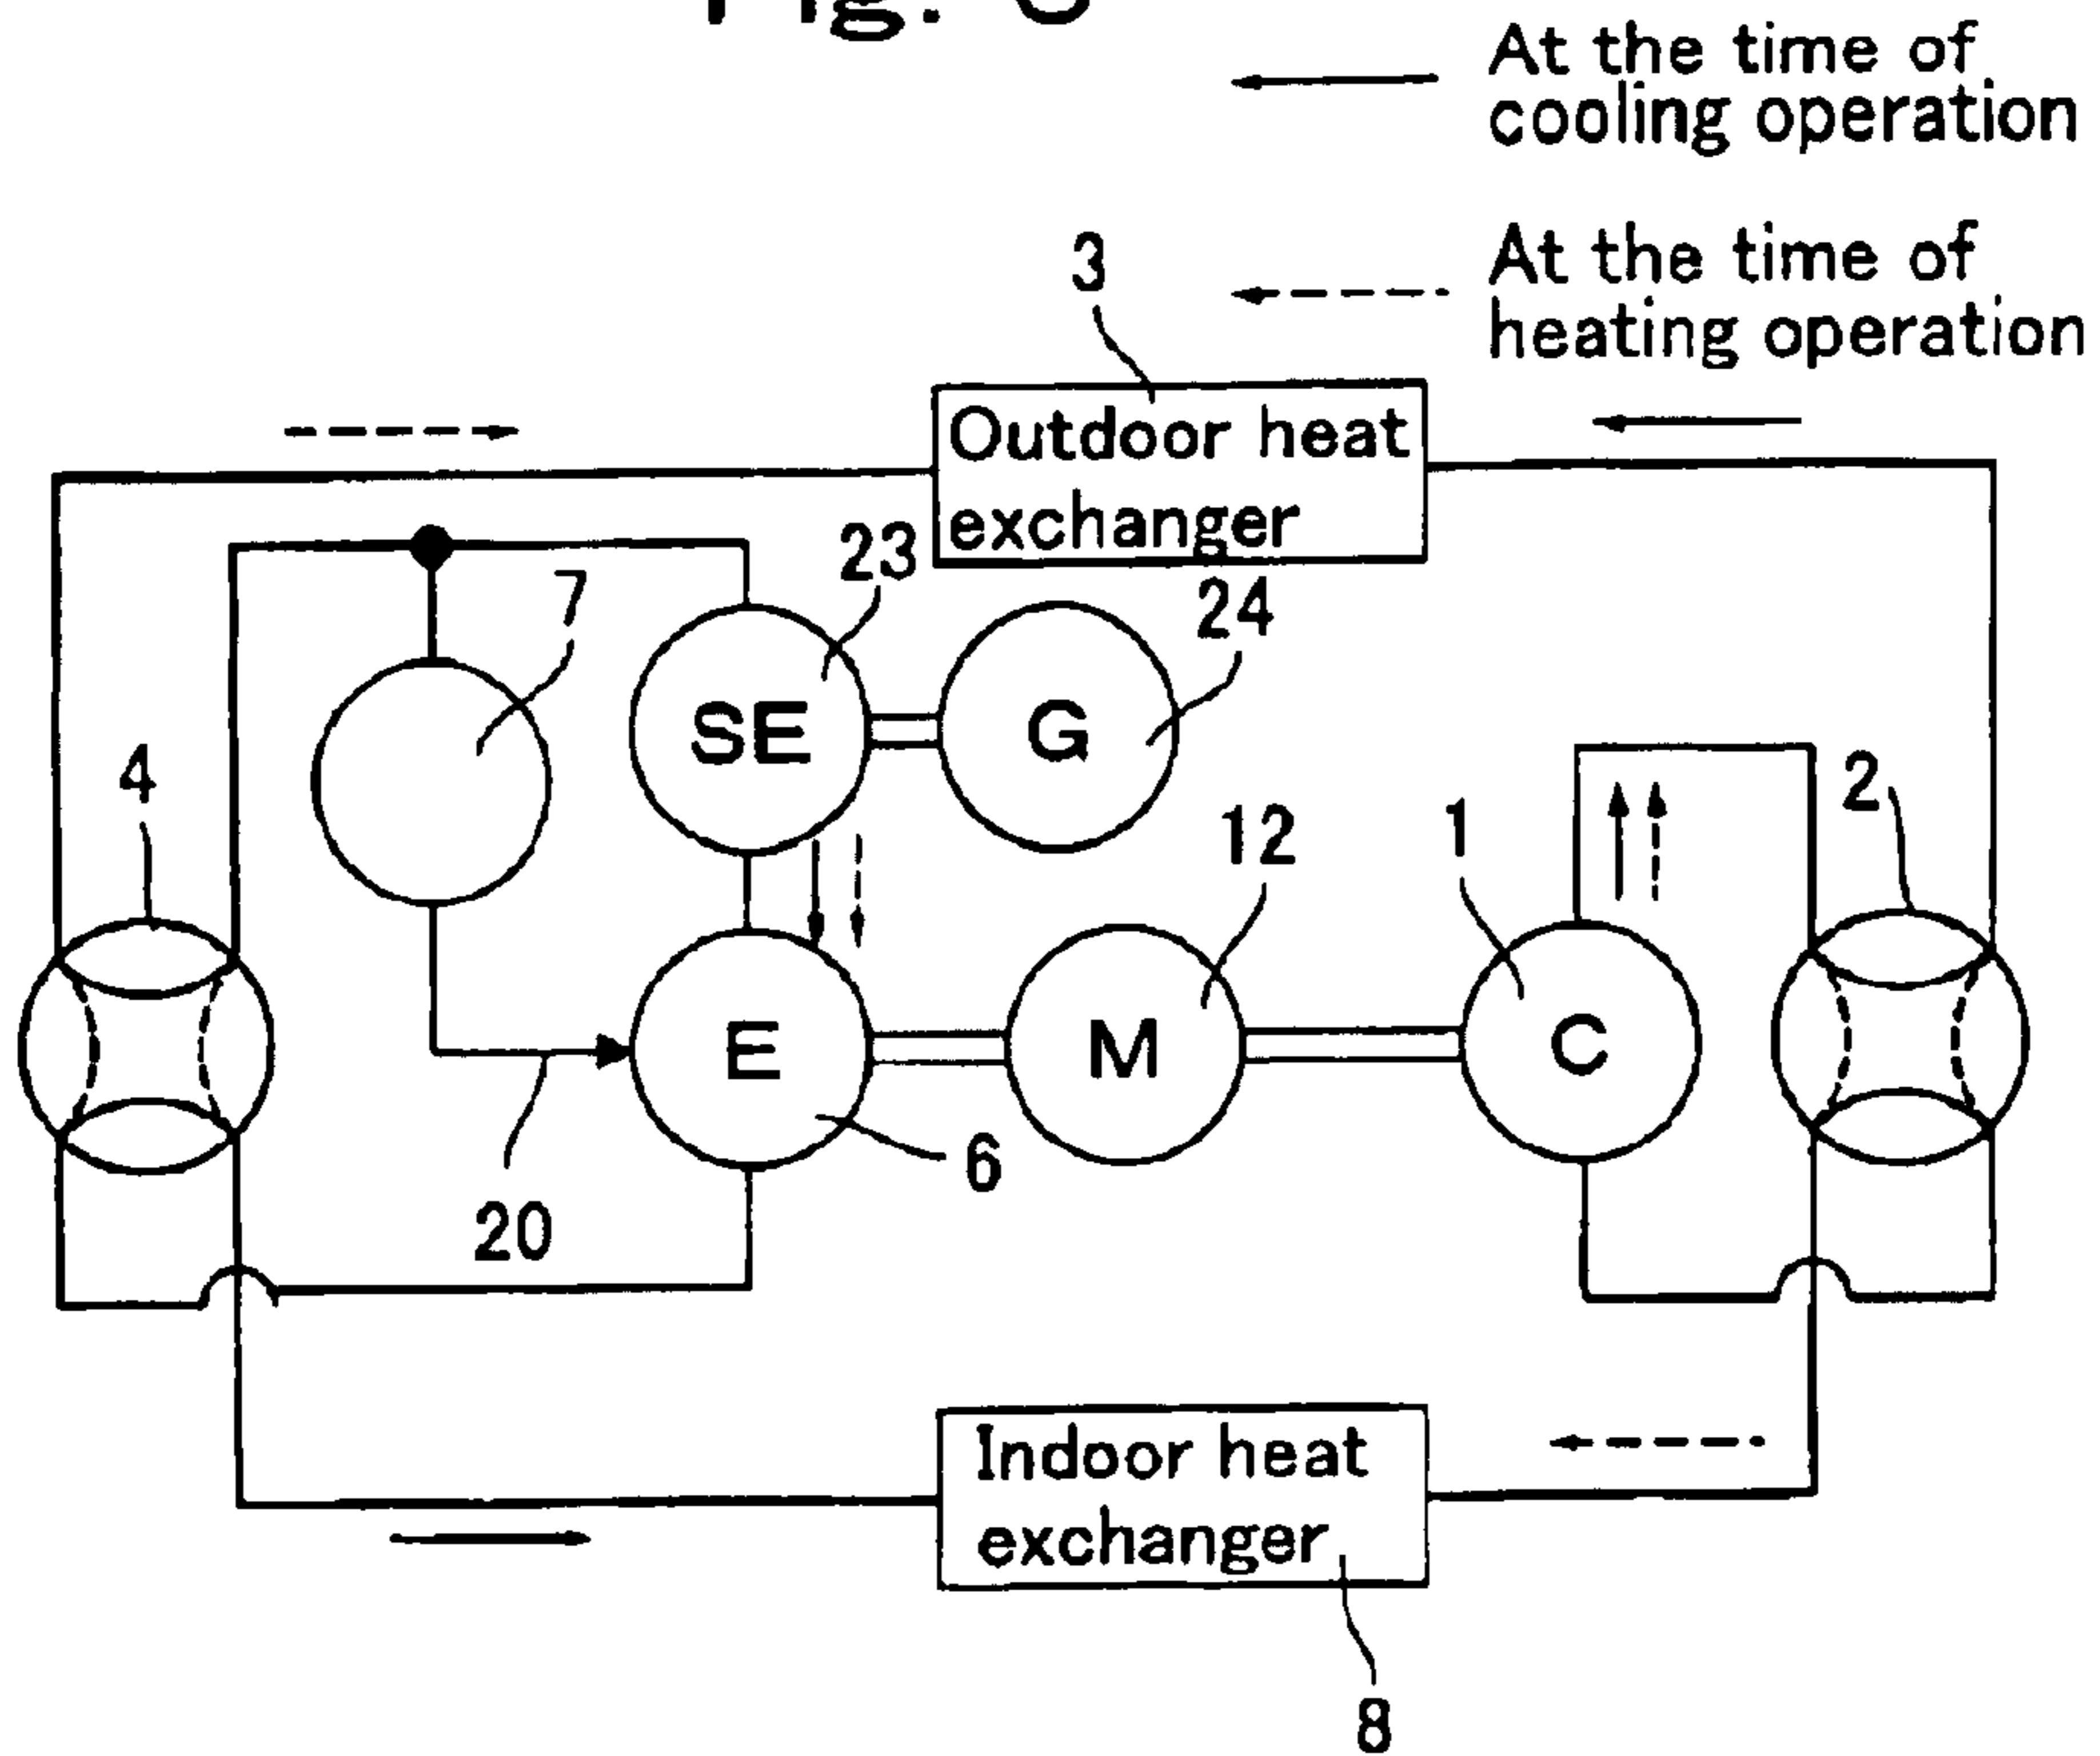 At the time of
cooling operation
At the time of
heating operation
3
Outdoor heat
exchanger
23
24
7
SE
G
4
12
1
2
E
M
C
6
20
Indoor heat
exchanger
8